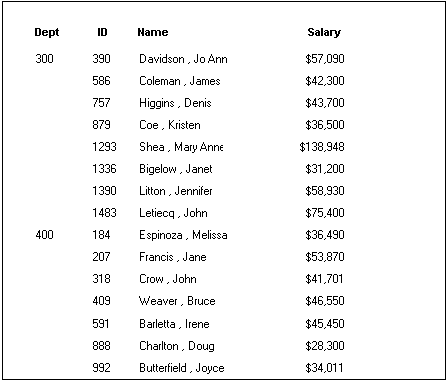 Dept ID Name Salary
300 390 Davidson , Jo Ann $57,090
586 Coleman , James $42,300
757 Higgins , Denis $43,700
879 Coe , Kristen $36,500
1293 Shea , Mary Anne $138,948
1336 Bigelow , Janet $31,200
1390 Litton , Jennifer $58,930
1483 Letiecq , John $75,400
400 184 Espinoza , Melissa $36,490
207 Francis , Jane $53,870
318 Crow , John $41,701
409 Weaver , Bruce $46,550
591 Barletta , Irene $45,450
888 Charlton , Doug $28,300
992 Butterfield , Joyce $34,011